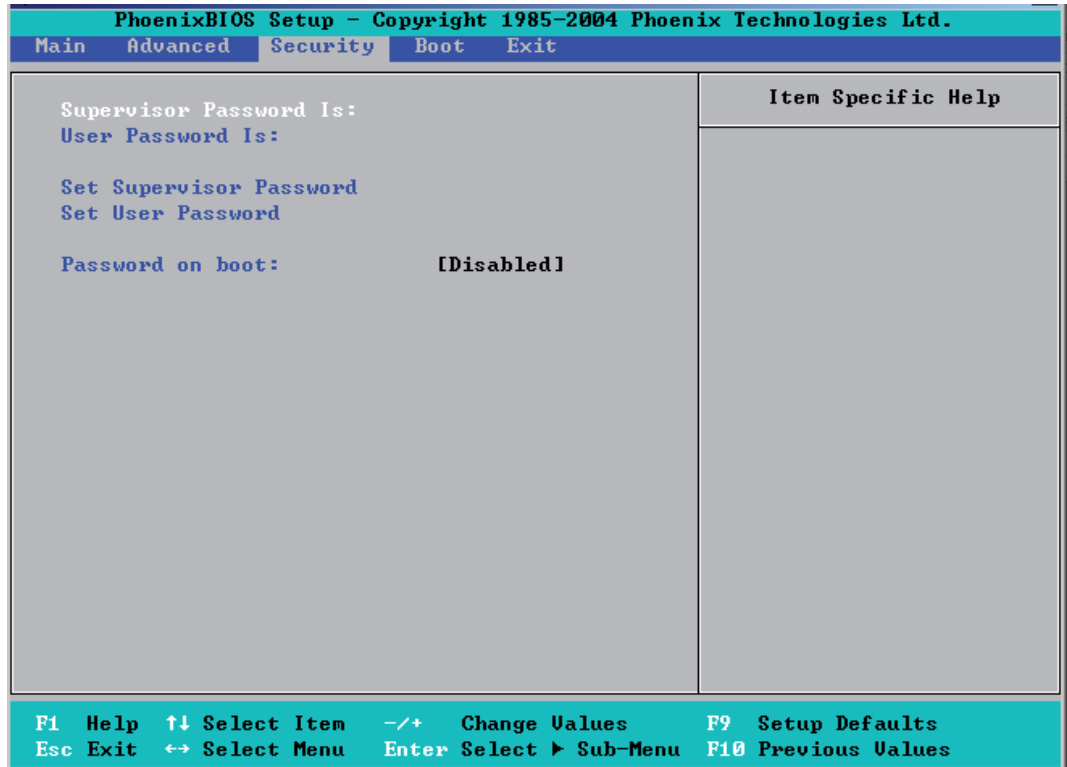 PhoenixBIOS Setup - Copyright 1985-2004 Phoenix Technologies Ltd.
Main Advanced Security Boot Exit
Supervisor Password Is:
User Password Is:
Set Supervisor Password
Set User Password
Password on boot: [Disabled]
Item Specific Help
F1 Help ↑↓ Select Item -/+ Change Values F9 Setup Defaults
Esc Exit ←→ Select Menu Enter Select ▶ Sub-Menu F10 Previous Values